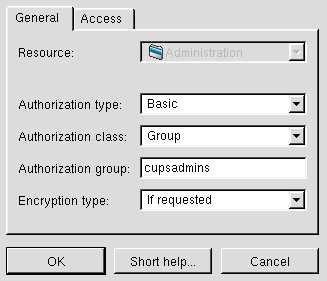 General Access
Resource: Administration
Authorization type: Basic
Authorization class: Group
Authorization group: cupsadmins
Encryption type: If requested
OK Short help... Cancel